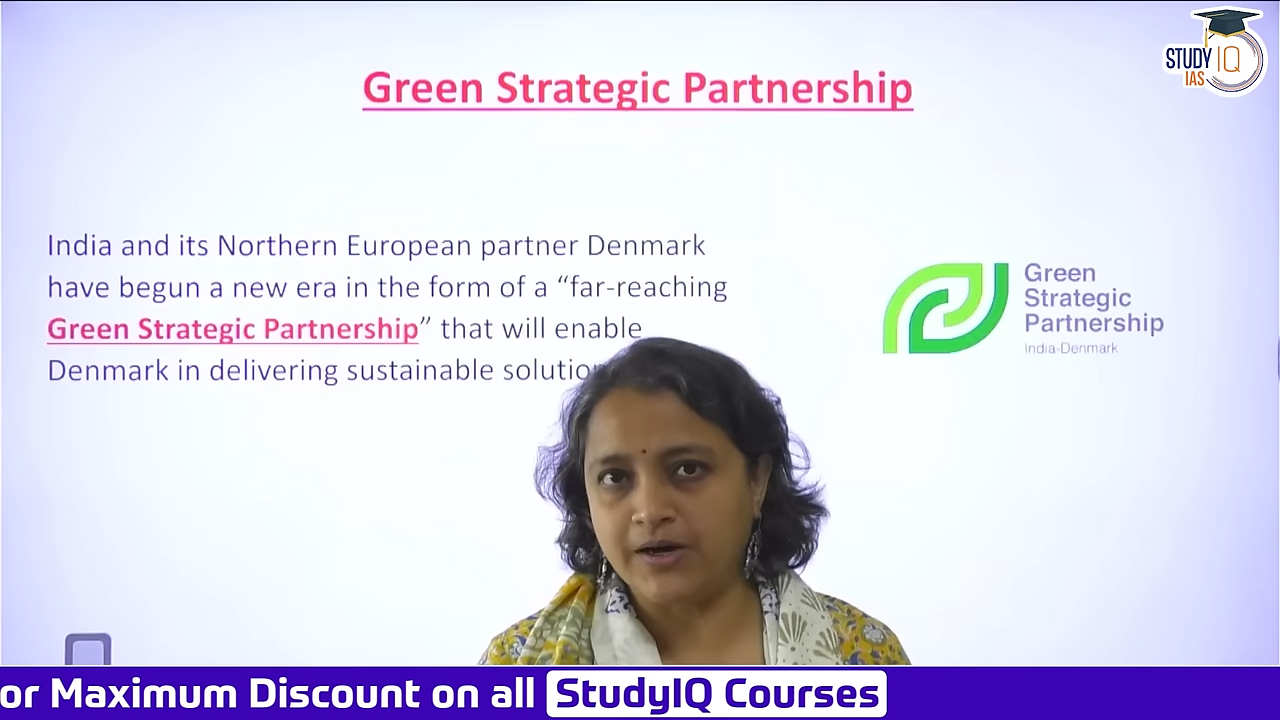 STUDY IQ
IAS
Green Strategic Partnership
India and its Northern European partner Denmark
have begun a new era in the form of a “far-reaching
Green Strategic Partnership” that will enable
Denmark in delivering sustainable
Green
Strategic
Partnership
India-Denmark
or Maximum Discount on all StudyIQ Courses